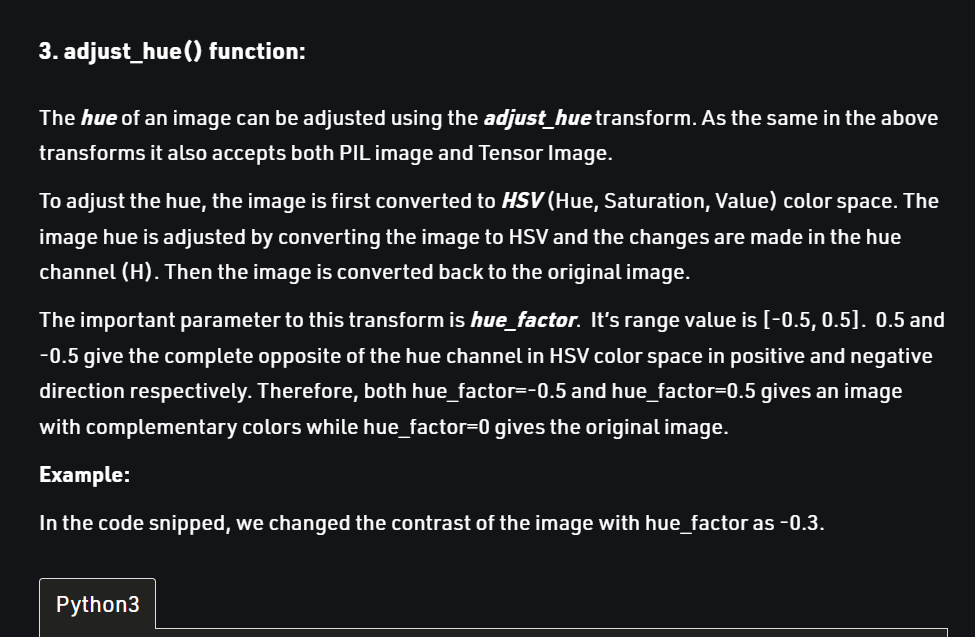 3. adjust_hue() function:
The hue of an image can be adjusted using the adjust_hue transform. As the same in the above
transforms it also accepts both PIL image and Tensor Image.
To adjust the hue, the image is first converted to HSV (Hue, Saturation, Value) color space. The
image hue is adjusted by converting the image to HSV and the changes are made in the hue
channel (H). Then the image is converted back to the original image.
The important parameter to this transform is hue_factor.  It’s range value is [-0.5, 0.5].  0.5 and
-0.5 give the complete opposite of the hue channel in HSV color space in positive and negative
direction respectively. Therefore, both hue_factor=-0.5 and hue_factor=0.5 gives an image
with complementary colors while hue_factor=0 gives the original image.
Example:
In the code snipped, we changed the contrast of the image with hue_factor as -0.3.
Python3